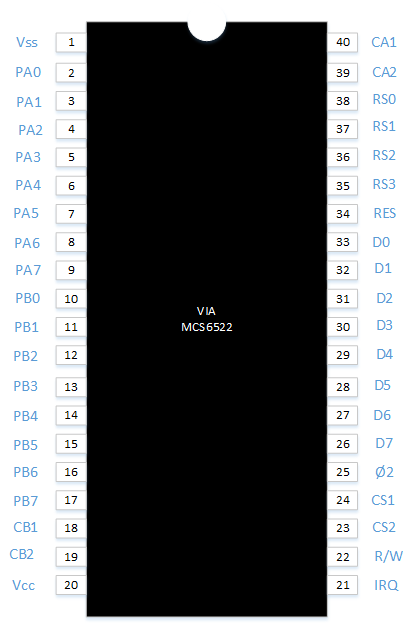 Vss 1 40 CA1
PA0 2 39 CA2
PA1 3 38 RS0
PA2 4 37 RS1
PA3 5 36 RS2
PA4 6 35 RS3
PA5 7 34 RES
PA6 8 33 D0
PA7 9 32 D1
PB0 10 31 D2
VIA
PB1 11 MCS6522 30 D3
PB2 12 29 D4
PB3 13 28 D5
PB4 14 27 D6
PB5 15 26 D7
PB6 16 25 Ø2
PB7 17 24 CS1
CB1 18 23 CS2
CB2 19 22 R/W
Vcc 20 21 IRQ